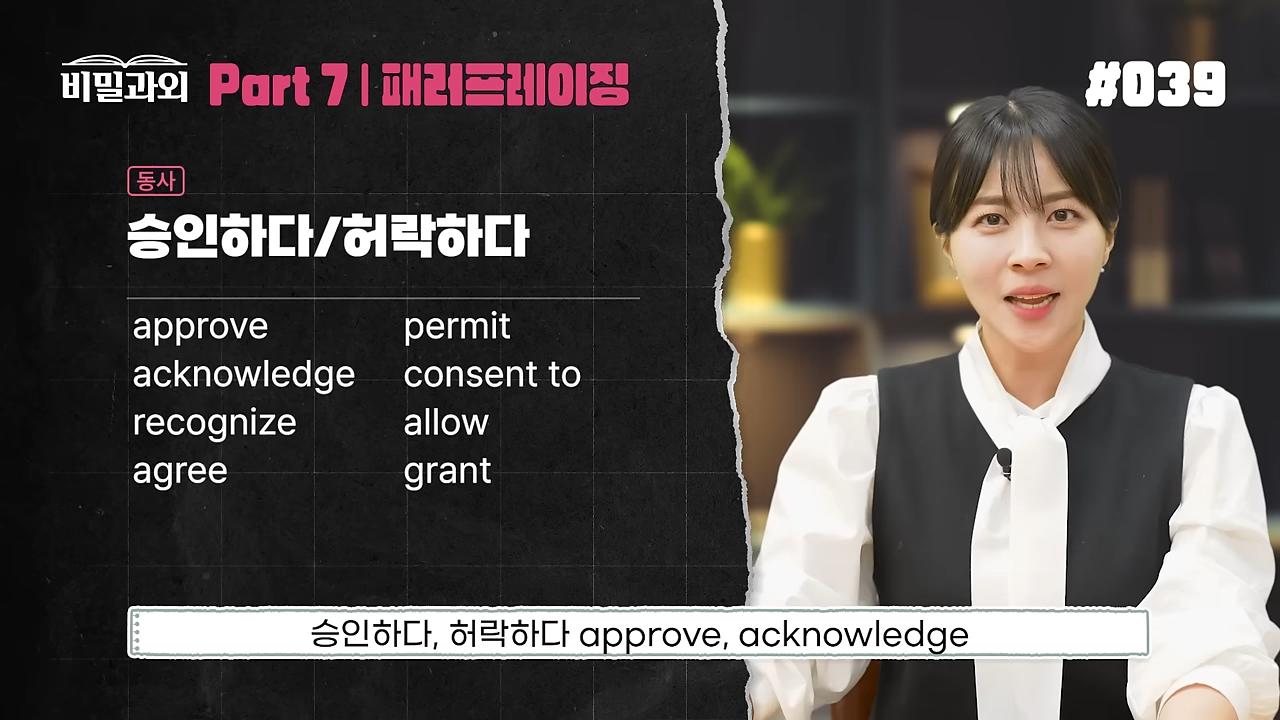 비밀과외 Part 7 | 패러프레이징
#039
동사
승인하다/허락하다
approve permit
acknowledge consent to
recognize allow
agree grant
승인하다, 허락하다 approve, acknowledge